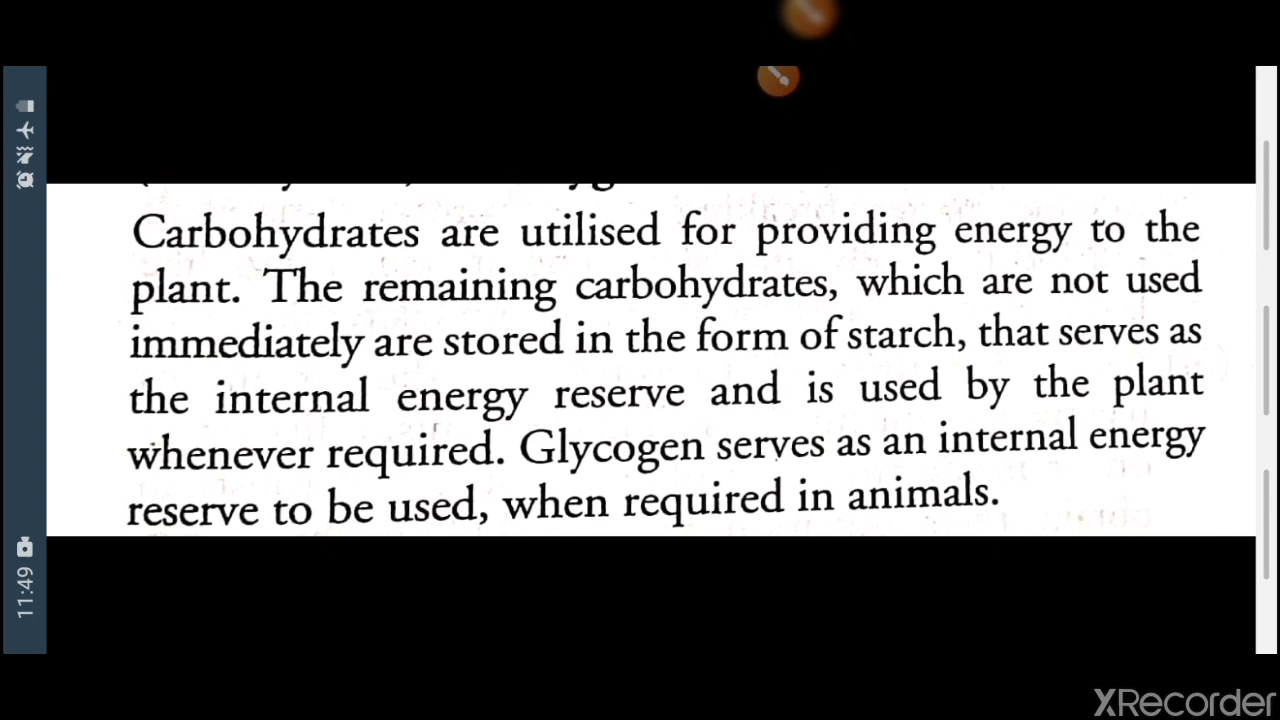 Carbohydrates are utilised for providing energy to the
plant. The remaining carbohydrates, which are not used
immediately are stored in the form of starch, that serves as
the internal energy reserve and is used by the plant
whenever required. Glycogen serves as an internal energy
reserve to be used, when required in animals.
11:49
XRecorder